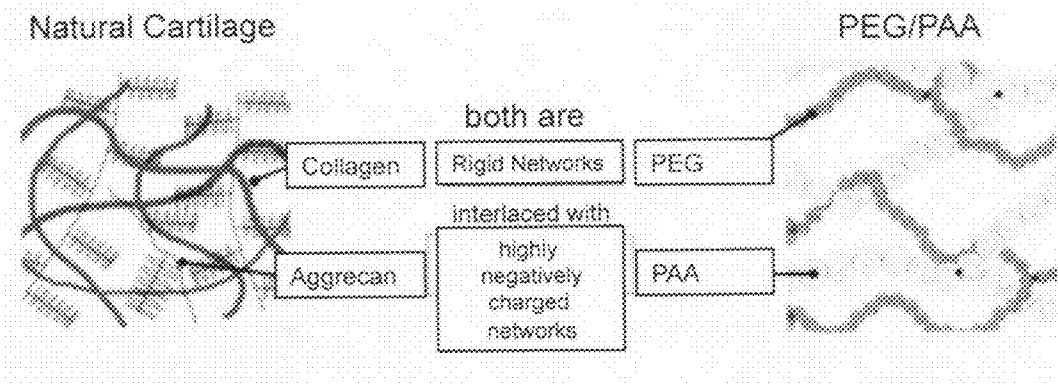 Natural Cartilage
PEG/PAA
both are
Collagen
Rigid Networks
PEG
interlaced with
Aggrecan
highly
negatively
charged
networks
PAA